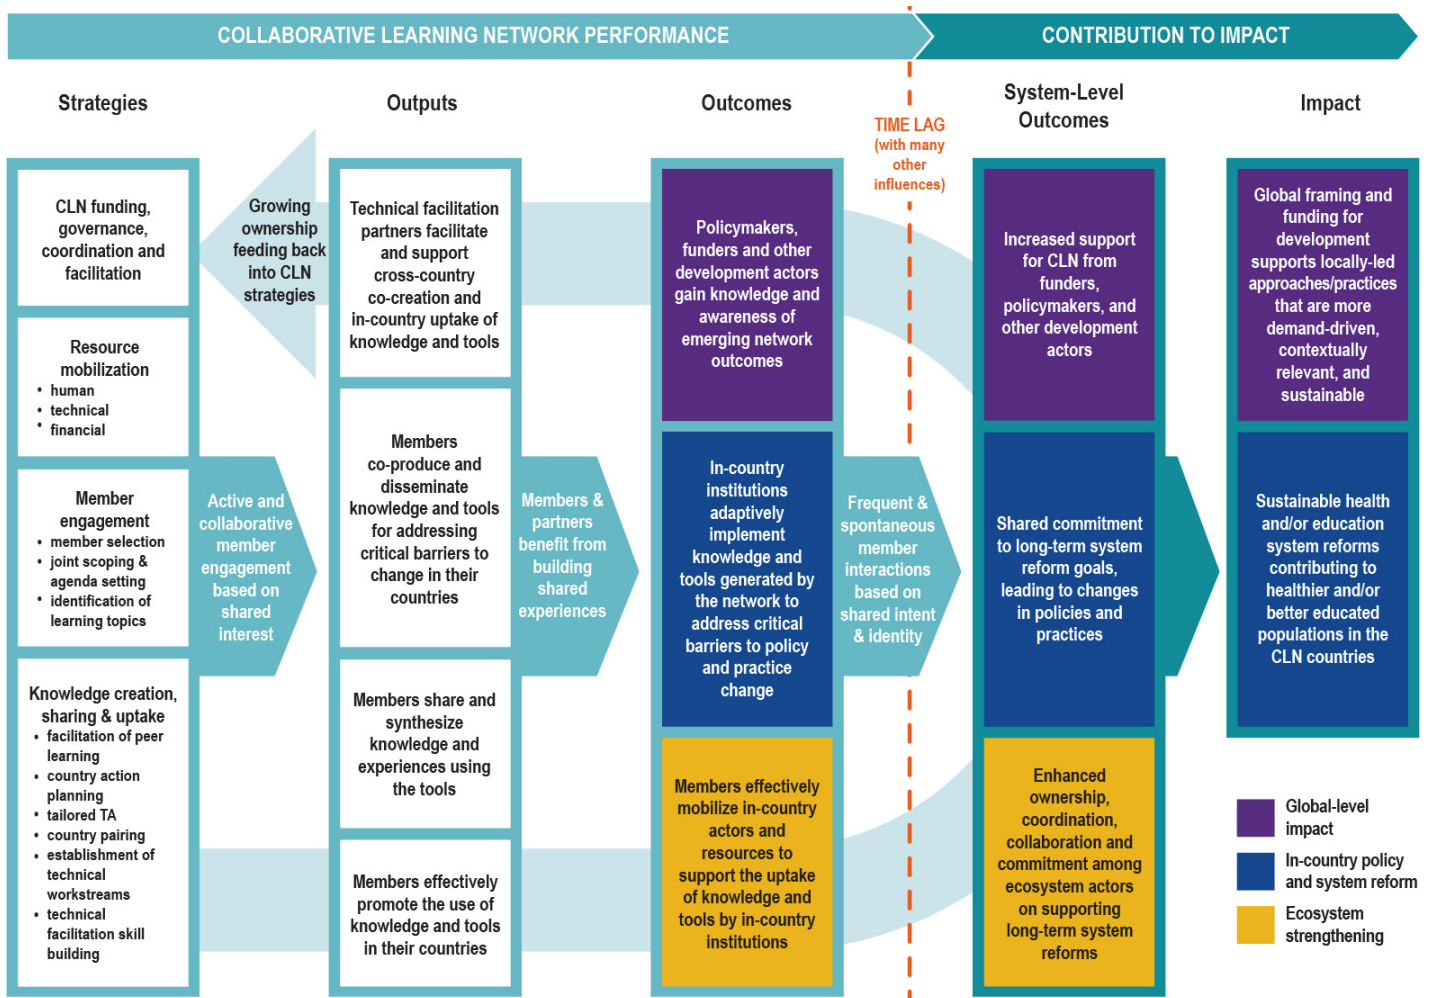 COLLABORATIVE LEARNING NETWORK PERFORMANCE
CONTRIBUTION TO IMPACT
Strategies
CLN funding,
governance,
coordination and
facilitation
Resource
mobilization
• human
• technical
• financial
Member
engagement
• member selection
• joint scoping &
agenda setting
• identification of
learning topics
Knowledge creation,
sharing & uptake
• facilitation of peer
learning
• country action
planning
• tailored TA
• country pairing
• establishment of
technical
workstreams
• technical
facilitation skill
building
Growing
ownership
feeding back
into CLN
strategies
Active and
collaborative
member
engagement
based on
shared
interest
Outputs
Technical facilitation
partners facilitate
and support
cross-country
co-creation and
in-country uptake of
knowledge and tools
Members
co-produce and
disseminate
knowledge and tools
for addressing
critical barriers to
change in their
countries
Members share and
synthesize
knowledge and
experiences using
the tools
Members effectively
promote the use of
knowledge and tools
in their countries
Members &
partners
benefit from
building
shared
experiences
Outcomes
Policymakers,
funders and other
development actors
gain knowledge and
awareness of
emerging network
outcomes
In-country
institutions
adaptively
implement
knowledge and
tools generated by
the network to
address critical
barriers to policy
and practice
change
Members effectively
mobilize in-country
actors and
resources to
support the uptake
of knowledge and
tools by in-country
institutions
TIME LAG
(with many
other
influences)
Frequent &
spontaneous
member
interactions
based on
shared intent
& identity
System-Level
Outcomes
Increased support
for CLN from
funders,
policymakers, and
other development
actors
Shared commitment
to long-term system
reform goals,
leading to changes
in policies and
practices
Enhanced
ownership,
coordination,
collaboration and
commitment among
ecosystem actors
on supporting
long-term system
reforms
Impact
Global framing and
funding for
development
supports locally-led
approaches/practices
that are more
demand-driven,
contextually
relevant, and
sustainable
Sustainable health
and/or education
system reforms
contributing to
healthier and/or
better educated
populations in the
CLN countries
Global-level
impact
In-country policy
and system reform
Ecosystem
strengthening